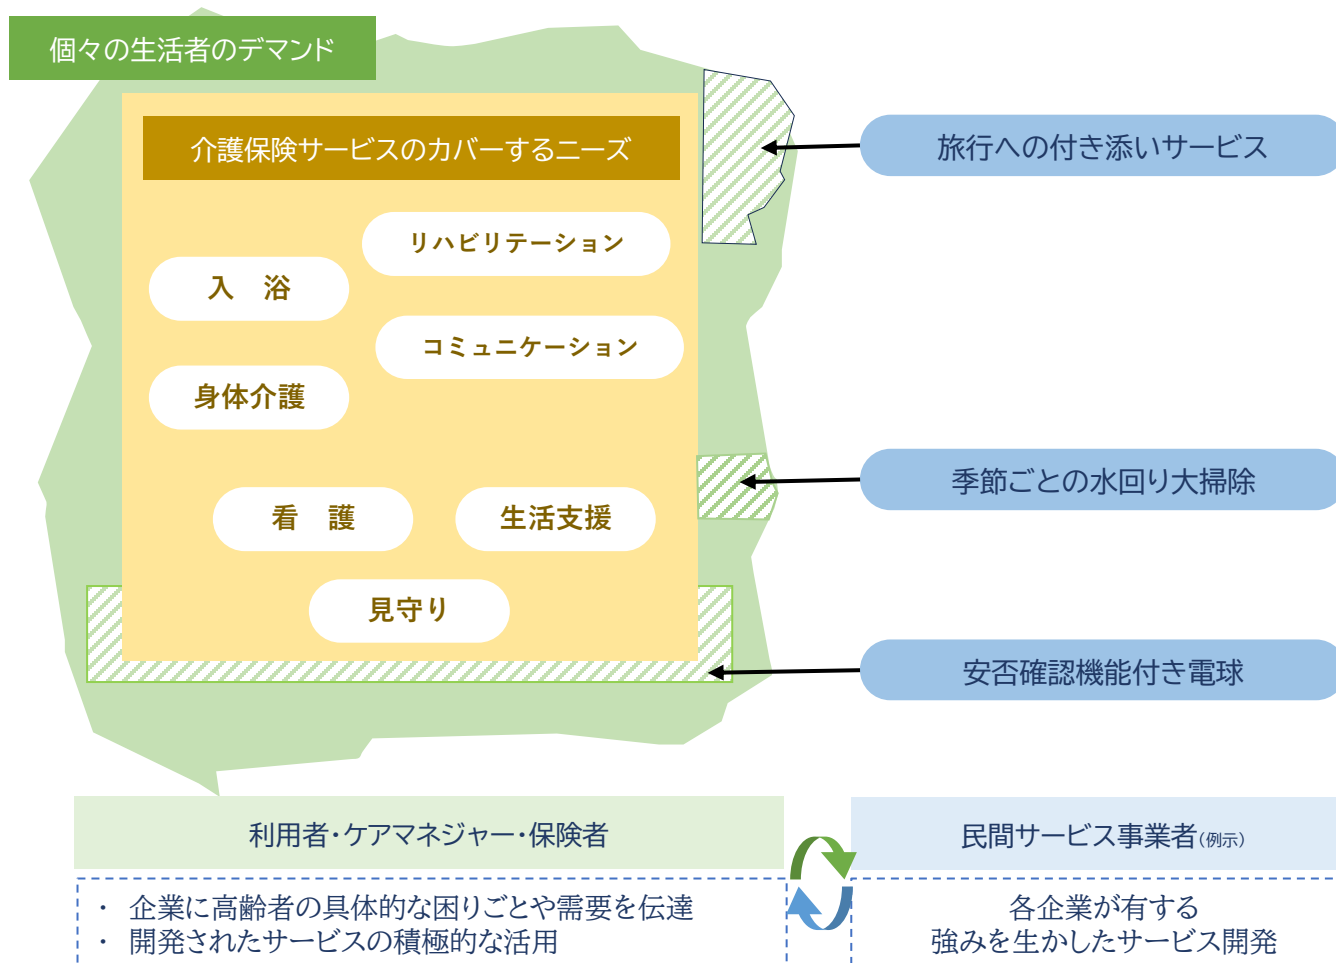 個々の生活者のデマンド
介護保険サービスのカバーするニーズ
リハビリテーション
入　浴
コミュニケーション
身体介護
看　護
生活支援
見守り
旅行への付き添いサービス
季節ごとの水回り大掃除
安否確認機能付き電球
利用者・ケアマネジャー・保険者
・ 企業に高齢者の具体的な困りごとや需要を伝達
・ 開発されたサービスの積極的な活用
民間サービス事業者(例示)
各企業が有する
強みを生かしたサービス開発